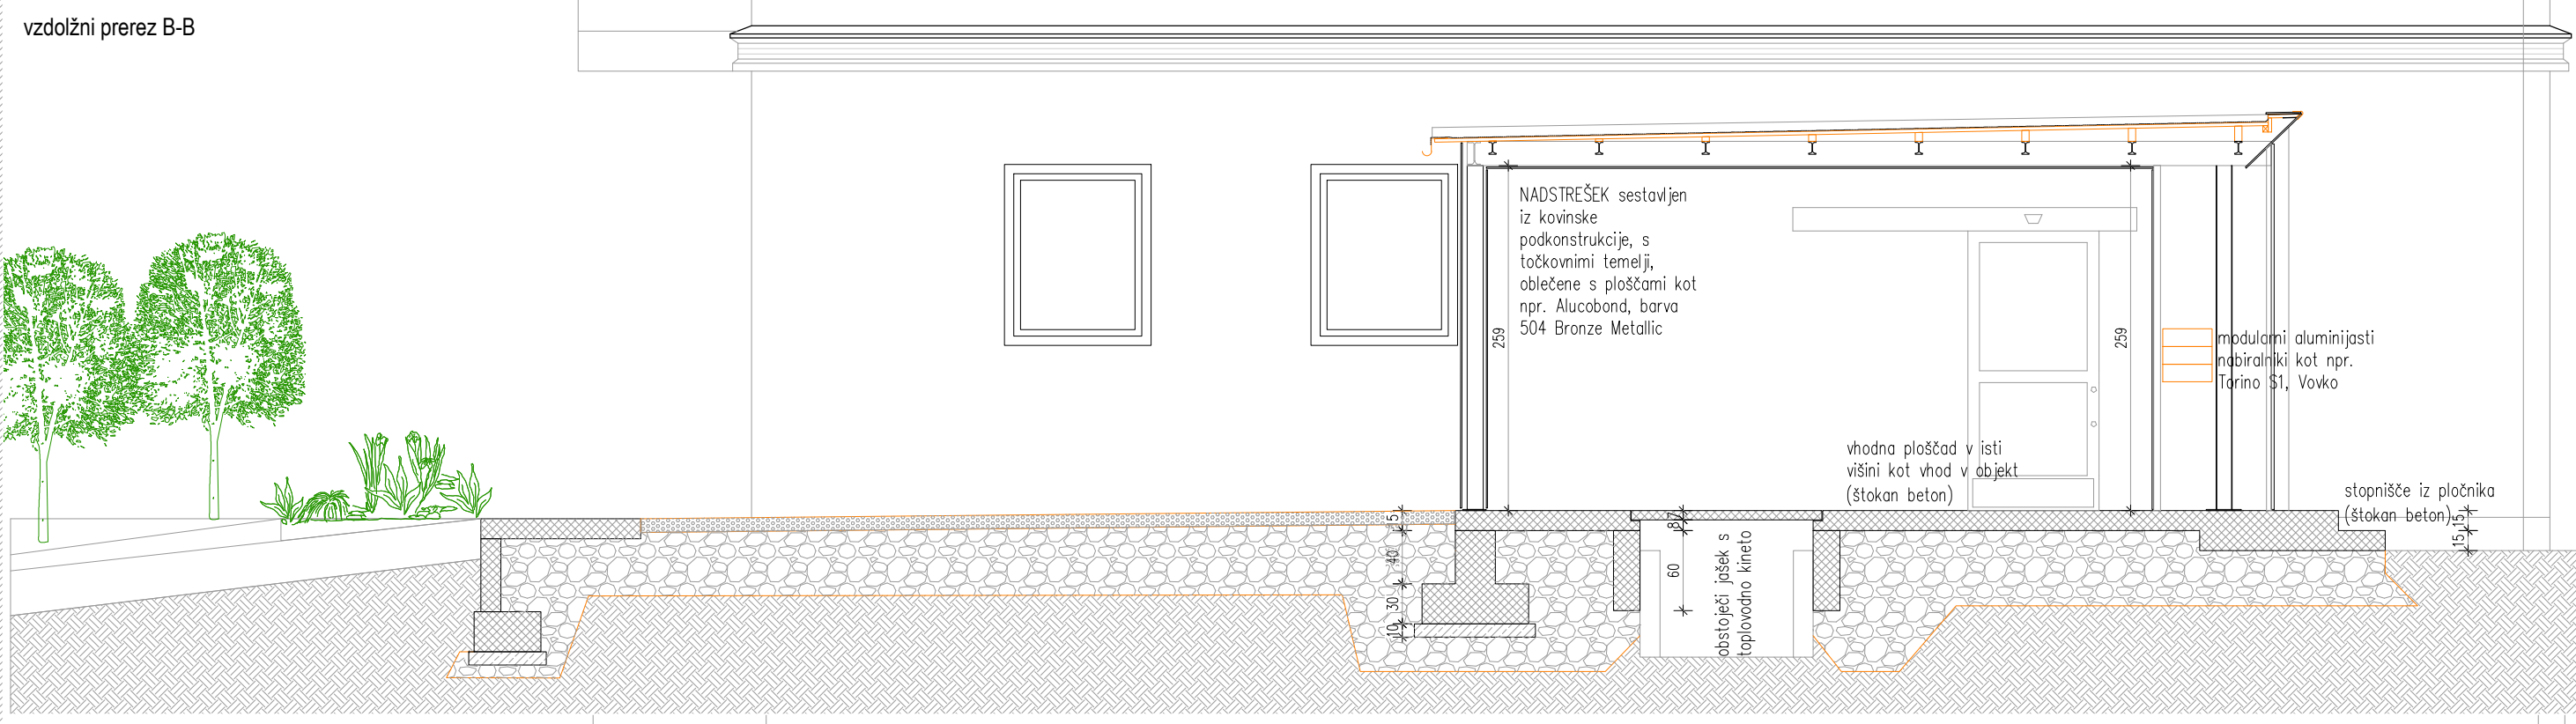 vzdolžni prerez B-B
NADSTREŠEK sestavljen
iz kovinske
podkonstrukcije, s
točkovnimi temelji,
oblečene s ploščami kot
npr. Alucobond, barva
504 Bronze Metallic
259
259
modularni aluminijasti
nabiralniki kot npr.
Torino S1, Vovko
vhodna ploščad v isti
višini kot vhod v objekt
(štokan beton)
stopnišče iz pločnika
(štokan beton)
15
15
15
40
30
10
87
60
obstoječi jašek s
toplovodno kineto